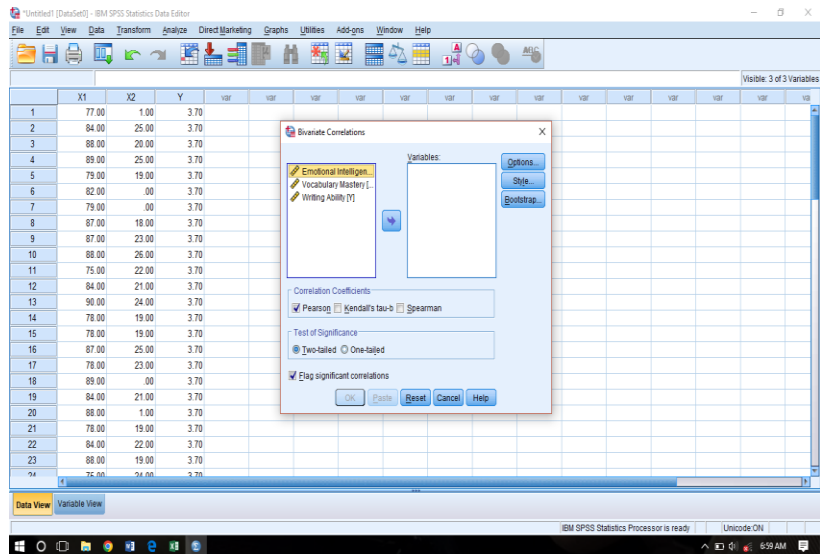 *Untitled1 [DataSet0] - IBM SPSS Statistics Data Editor
File Edit View Data Transform Analyze Direct Marketing Graphs Utilities Add-ons Window Help
Visible: 3 of 3 Variables
X1 X2 Y var var var var var var var var var var var var var va
1 77.00 1.00 3.70
2 84.00 25.00 3.70
3 88.00 20.00 3.70
4 89.00 25.00 3.70
5 79.00 19.00 3.70
6 82.00 .00 3.70
7 79.00 .00 3.70
8 87.00 18.00 3.70
9 87.00 23.00 3.70
10 88.00 26.00 3.70
11 75.00 22.00 3.70
12 84.00 21.00 3.70
13 90.00 24.00 3.70
14 78.00 19.00 3.70
15 78.00 19.00 3.70
16 87.00 25.00 3.70
17 78.00 23.00 3.70
18 89.00 .00 3.70
19 84.00 21.00 3.70
20 88.00 1.00 3.70
21 78.00 19.00 3.70
22 84.00 22.00 3.70
23 88.00 19.00 3.70
24 75.00 24.00 3.70
Bivariate Correlations
Variables:
Emotional Intelligen...
Vocabulary Mastery [...
Writing Ability [Y]
Options...
Style...
Bootstrap...
Correlation Coefficients
Pearson Kendall's tau-b Spearman
Test of Significance
Two-tailed One-tailed
Flag significant correlations
OK Paste Reset Cancel Help
Data View Variable View
IBM SPSS Statistics Processor is ready Unicode:ON
6:59 AM